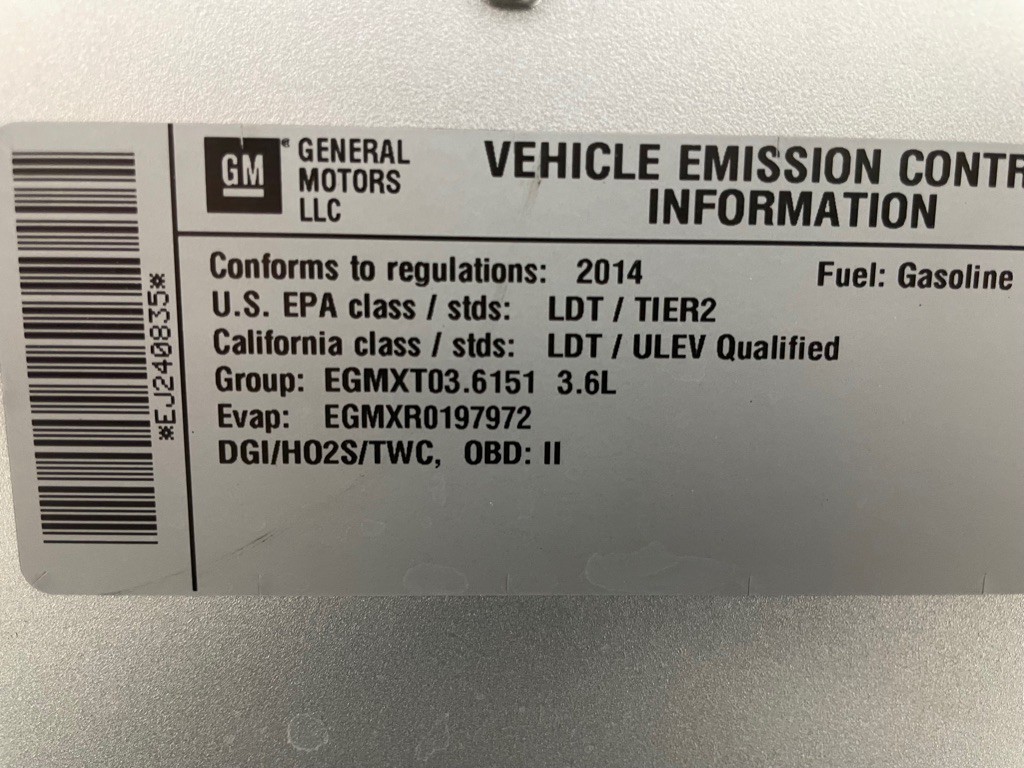 *EJ240835*
GM
GENERAL
MOTORS
LLC
VEHICLE EMISSION CONTR
INFORMATION
Conforms to regulations: 2014 Fuel: Gasoline
U.S. EPA class / stds: LDT / TIER2
California class / stds: LDT / ULEV Qualified
Group: EGMXT03.6151 3.6L
Evap: EGMXR0197972
DGI/HO2S/TWC, OBD: II